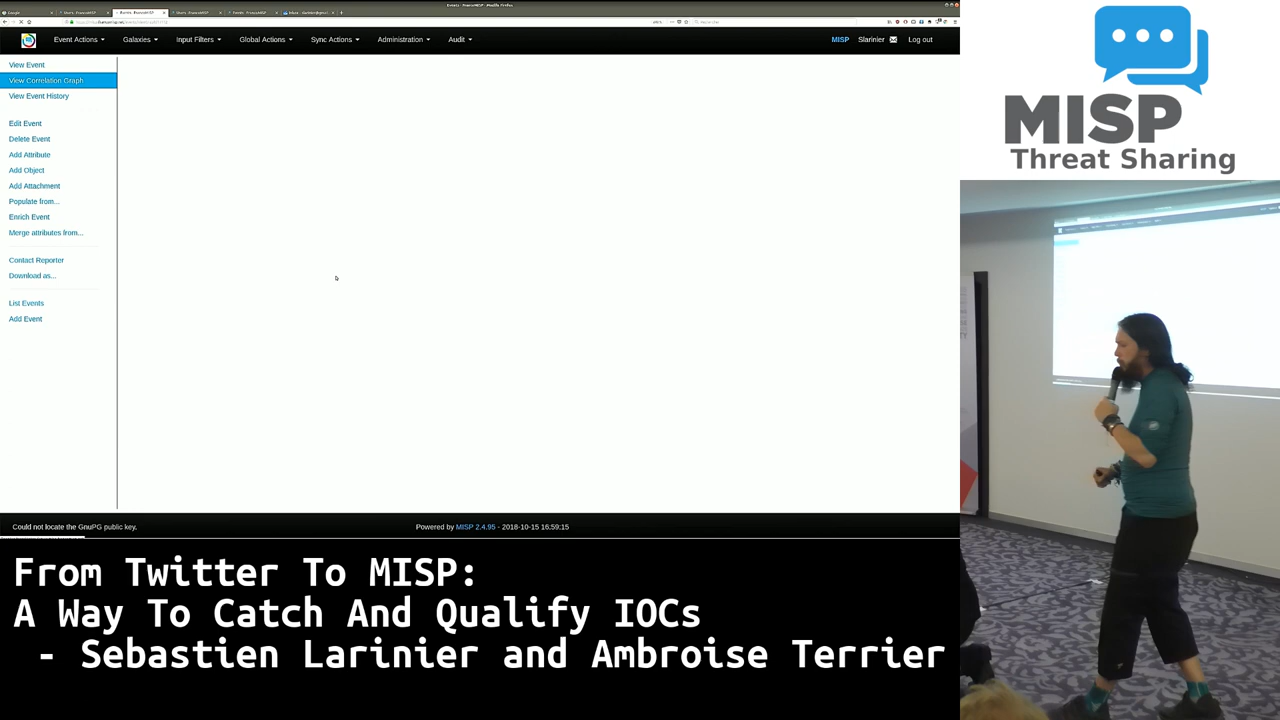 Event Actions
Galaxies
Input Filters
Global Actions
Sync Actions
Administration
Audit
MISP
Slarinier
Log out
View Event
View Correlation Graph
View Event History
Edit Event
Delete Event
Add Attribute
Add Object
Add Attachment
Populate from...
Enrich Event
Merge attributes from...
Contact Reporter
Download as...
List Events
Add Event
Could not locate the GnuPG public key.
Powered by MISP 2.4.95 - 2018-10-15 16:59:15
MISP
Threat Sharing
From Twitter To MISP:
A Way To Catch And Qualify IOCs
- Sebastien Larinier and Ambroise Terrier